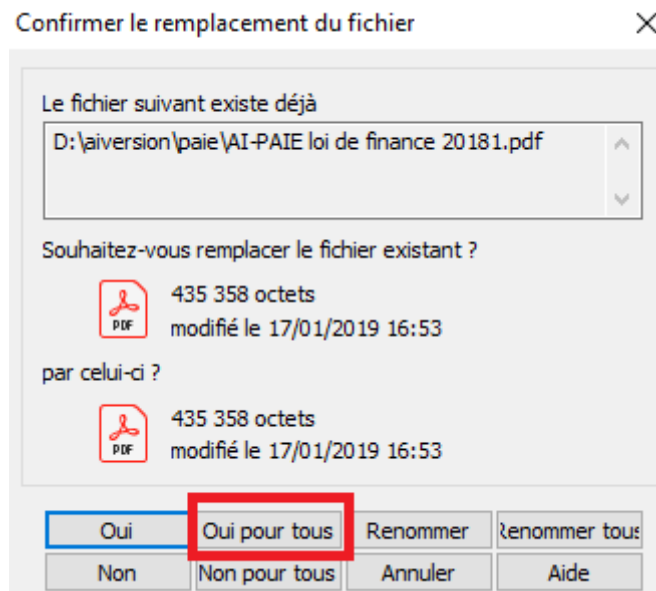 Confirmer le remplacement du fichier
Le fichier suivant existe déjà
D:\aiversion\paie\AI-PAIE loi de finance 20181.pdf
Souhaitez-vous remplacer le fichier existant ?
PDF
435 358 octets
modifié le 17/01/2019 16:53
par celui-ci ?
PDF
435 358 octets
modifié le 17/01/2019 16:53
Oui Oui pour tous Renommer Renommer tous
Non Non pour tous Annuler Aide